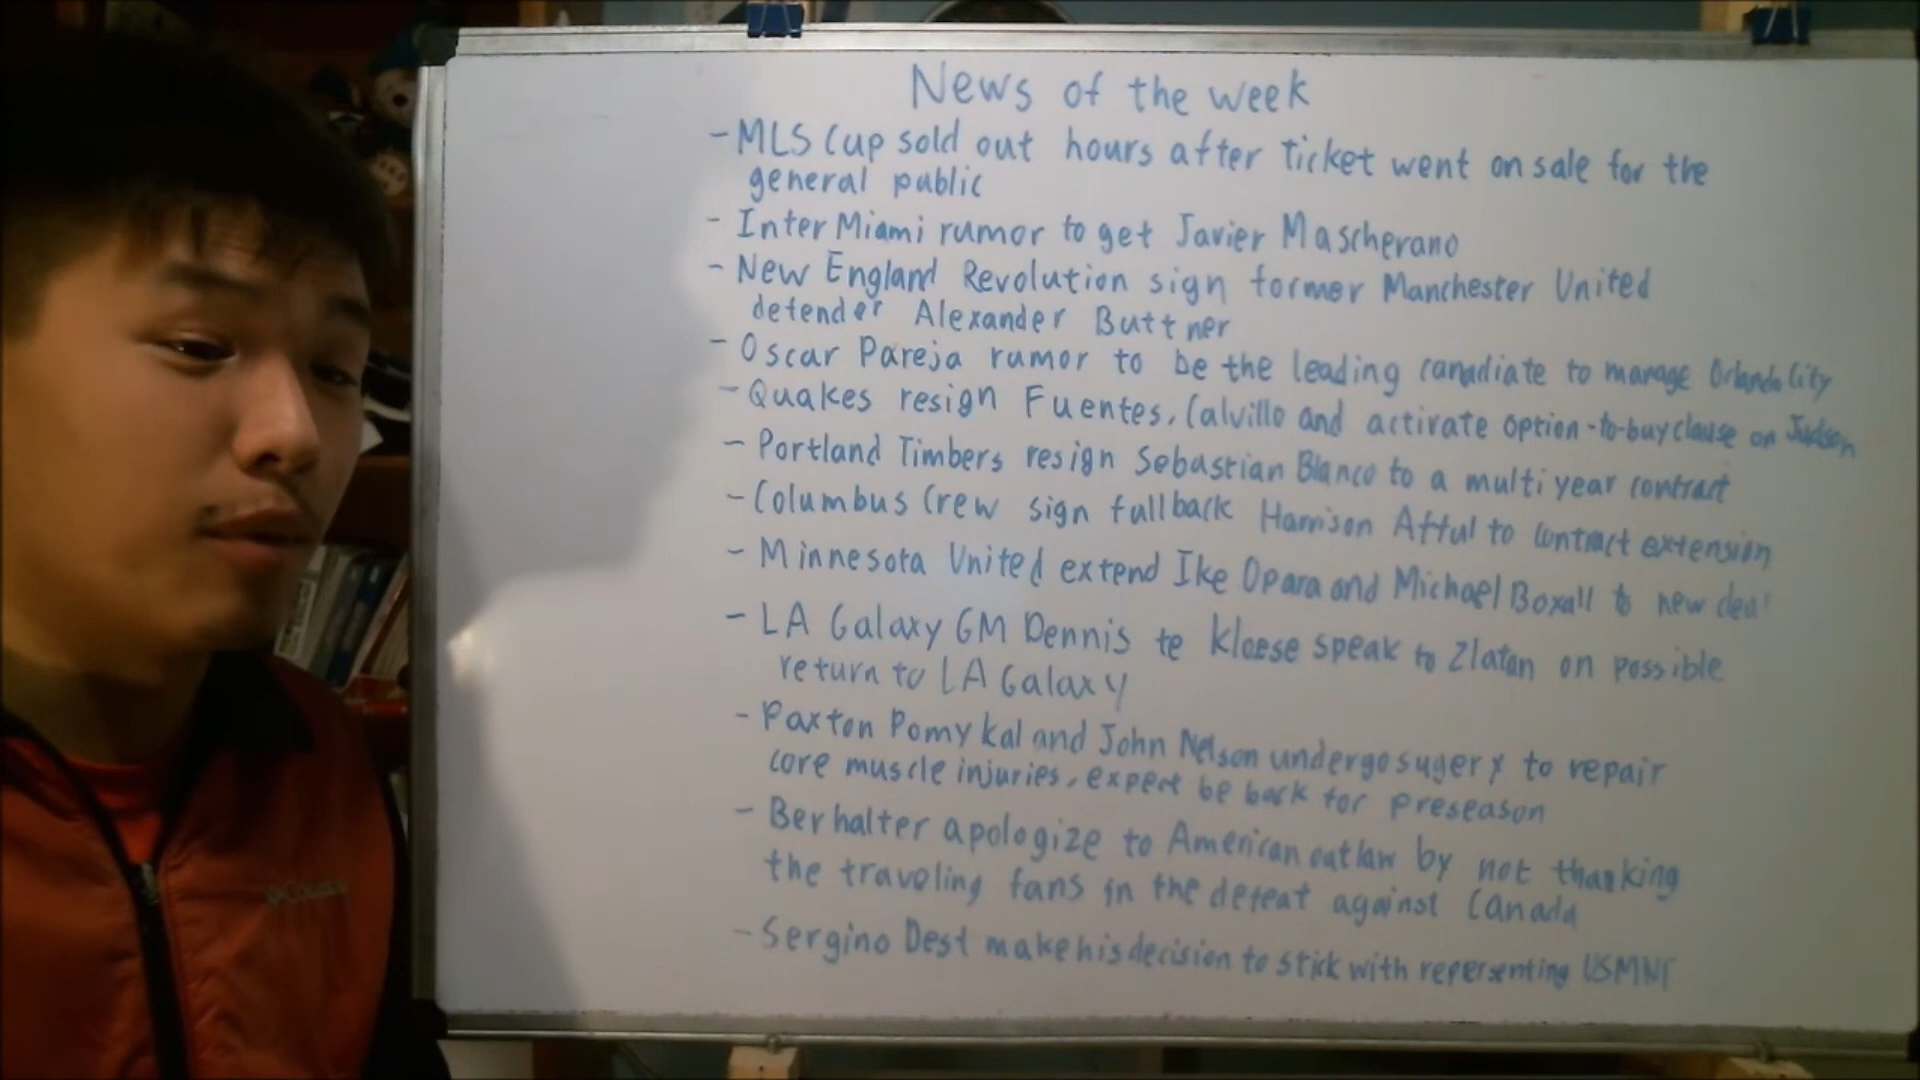 News of the week
- MLS Cup sold out hours after ticket went on sale for the
general public
- Inter Miami rumor to get Javier Mascherano
- New England Revolution sign former Manchester United
defender Alexander Buttner
- Oscar Pareja rumor to be the leading canadiate to manage Orlando City
- Quakes resign Fuentes, Calvillo and activate option-to-buy clause on Judson
- Portland Timbers resign Sebastian Blanco to a multi year contract
- Columbus Crew sign fullback Harrison Afful to contract extension
- Minnesota United extend Ike Opara and Michael Boxall to new deal
- LA Galaxy GM Dennis te kloese speak to Zlatan on possible
return to LA Galaxy
- Paxton Pomykal and John Nelson undergo sugery to repair
core muscle injuries, expect be back for preseason
- Berhalter apologize to American outlaw by not thanking
the traveling fans in the defeat against Canada
- Sergino Dest make his decision to stick with repersenting USMNT
Columbia